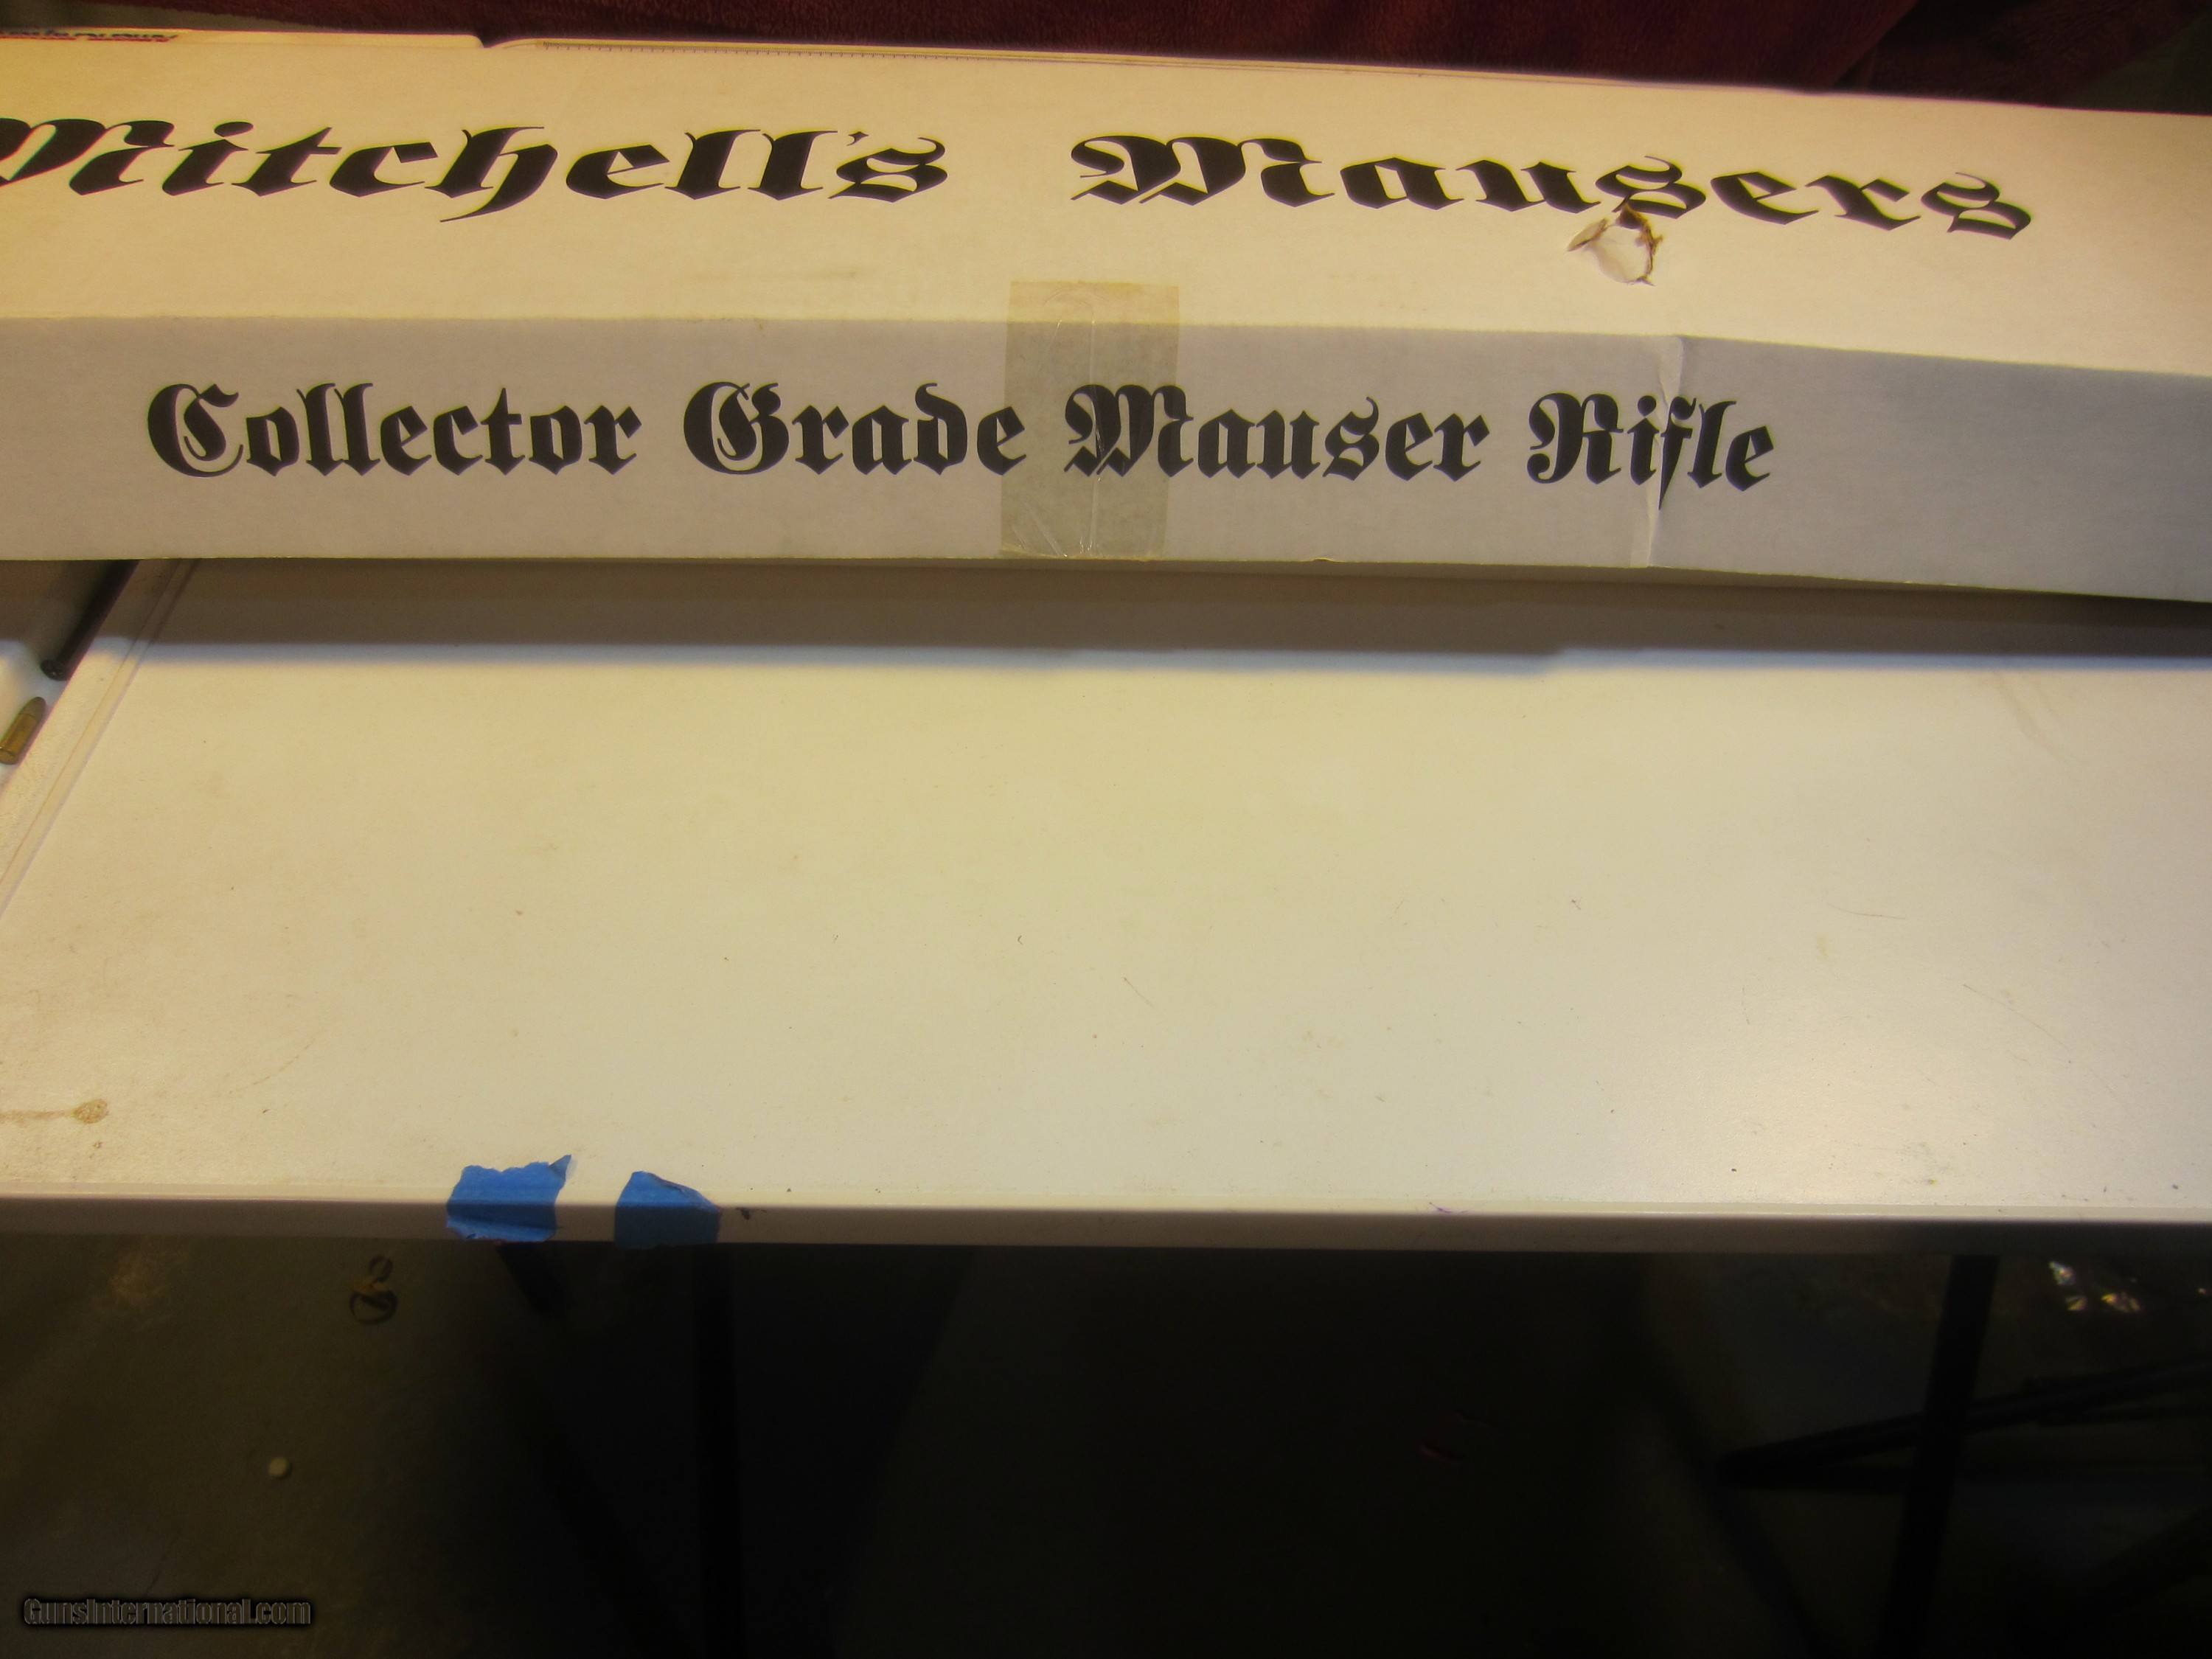 Mitchell's Mausers
Collector Grade Mauser Rifle
GunsInternational.com